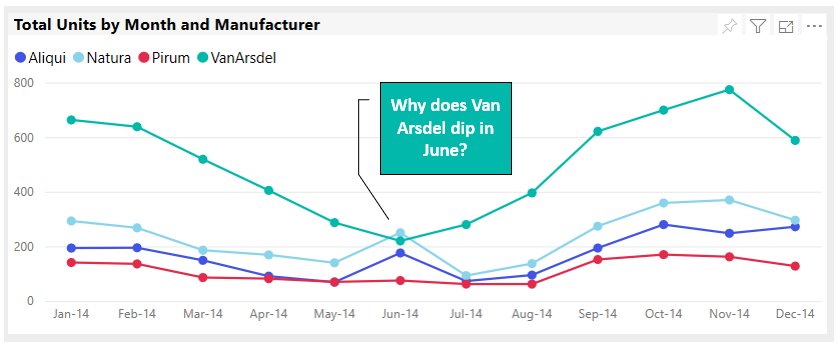 Total Units by Month and Manufacturer
Aliqui Natura Pirum VanArsdel
800
600
400
200
0
Why does Van
Arsdel dip in
June?
Jan-14 Feb-14 Mar-14 Apr-14 May-14 Jun-14 Jul-14 Aug-14 Sep-14 Oct-14 Nov-14 Dec-14